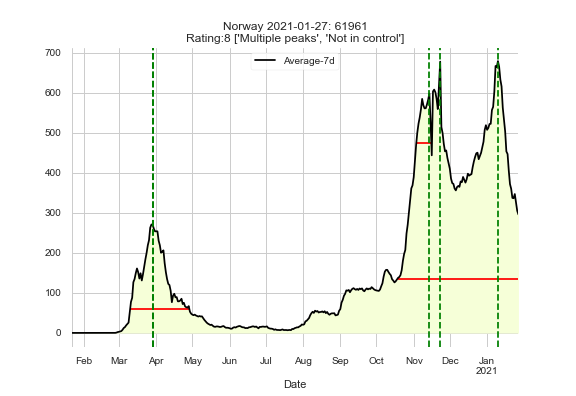 Norway 2021-01-27: 61961
Rating:8 ['Multiple peaks', 'Not in control']
Average-7d
700
600
500
400
300
200
100
0
Feb Mar Apr May Jun Jul Aug Sep Oct Nov Dec Jan
2021
Date